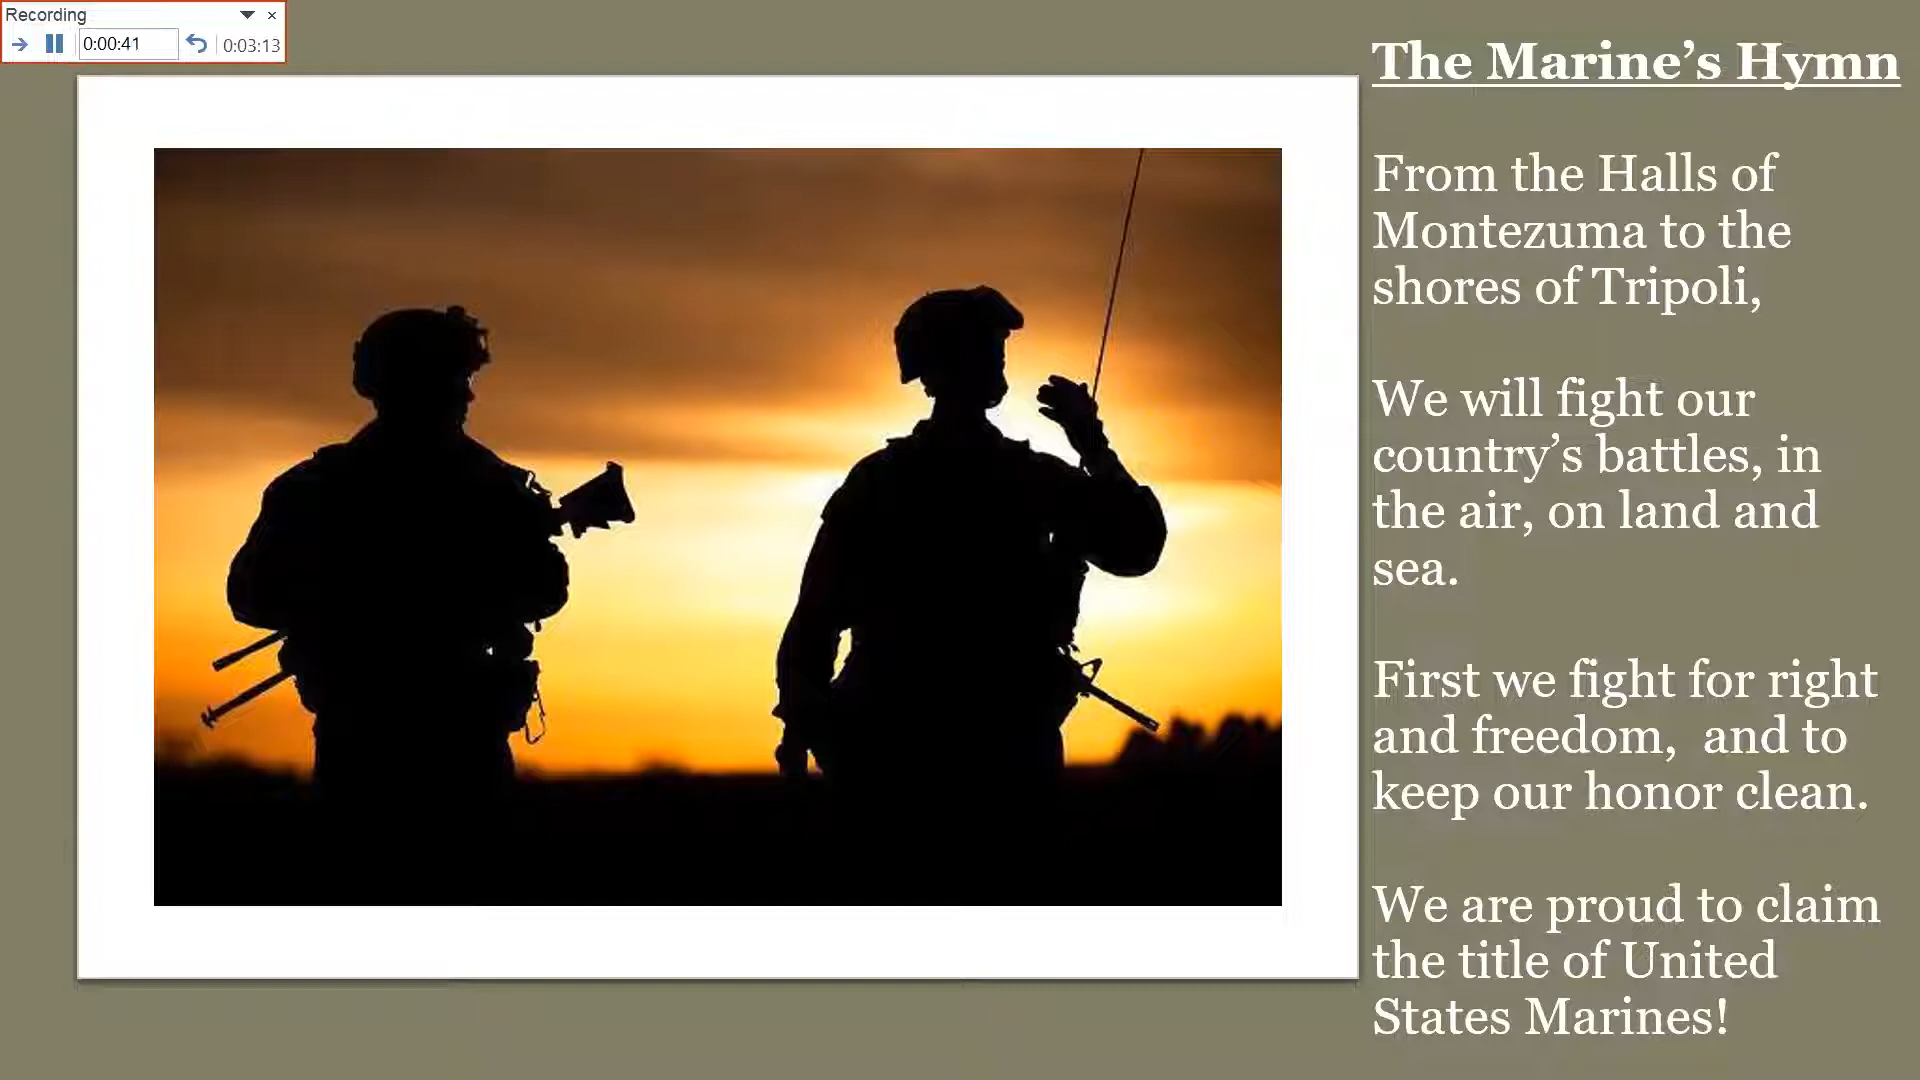 Recording
0:00:41
0:03:13
The Marine’s Hymn
From the Halls of
Montezuma to the
shores of Tripoli,
We will fight our
country’s battles, in
the air, on land and
sea.
First we fight for right
and freedom,  and to
keep our honor clean.
We are proud to claim
the title of United
States Marines!